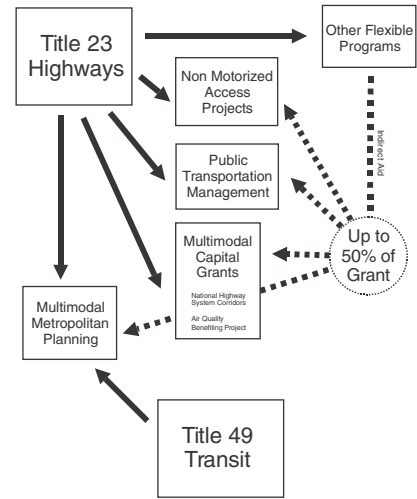 Title 23
Highways
Other Flexible
Programs
Non Motorized
Access
Projects
Indirect Aid
Public
Transportation
Management
Up to
50% of
Grant
Multimodal
Capital
Grants
National Highway
System Corridors
Air Quality
Benefiting Project
Multimodal
Metropolitan
Planning
Title 49
Transit